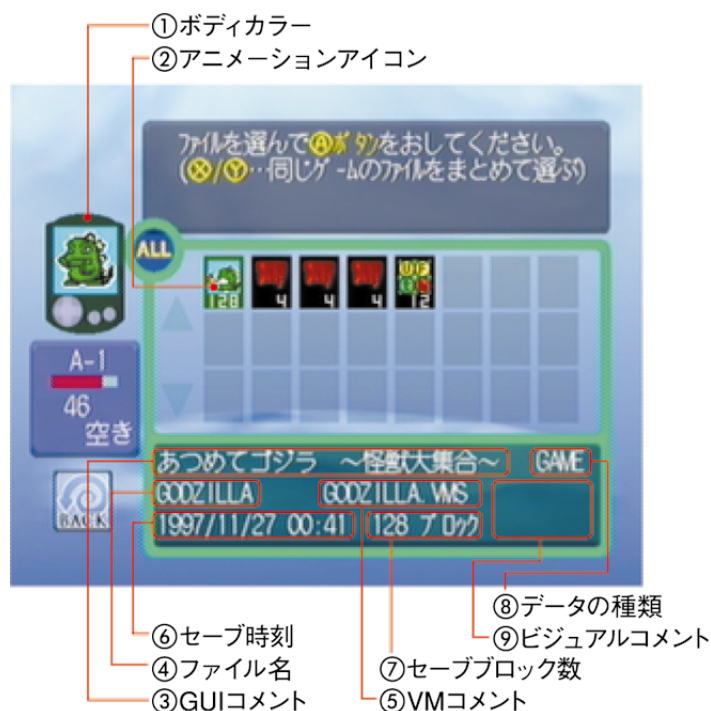 ①ボディカラー
②アニメーションアイコン
ファイルを選んでⒶボタンをおしてください。
(Ⓧ/Ⓨ…同じゲームのファイルをまとめて選ぶ)
ALL
128 4 4 4 12
A-1
46
空き
BACK
あつめてゴジラ ～怪獣大集合～ GAME
GODZILLA GODZILLA.VMS
1997/11/27 00:41 128 ブロック
⑧データの種類
⑥セーブ時刻 ⑨ビジュアルコメント
④ファイル名 ⑦セーブブロック数
③GUIコメント ⑤VMコメント